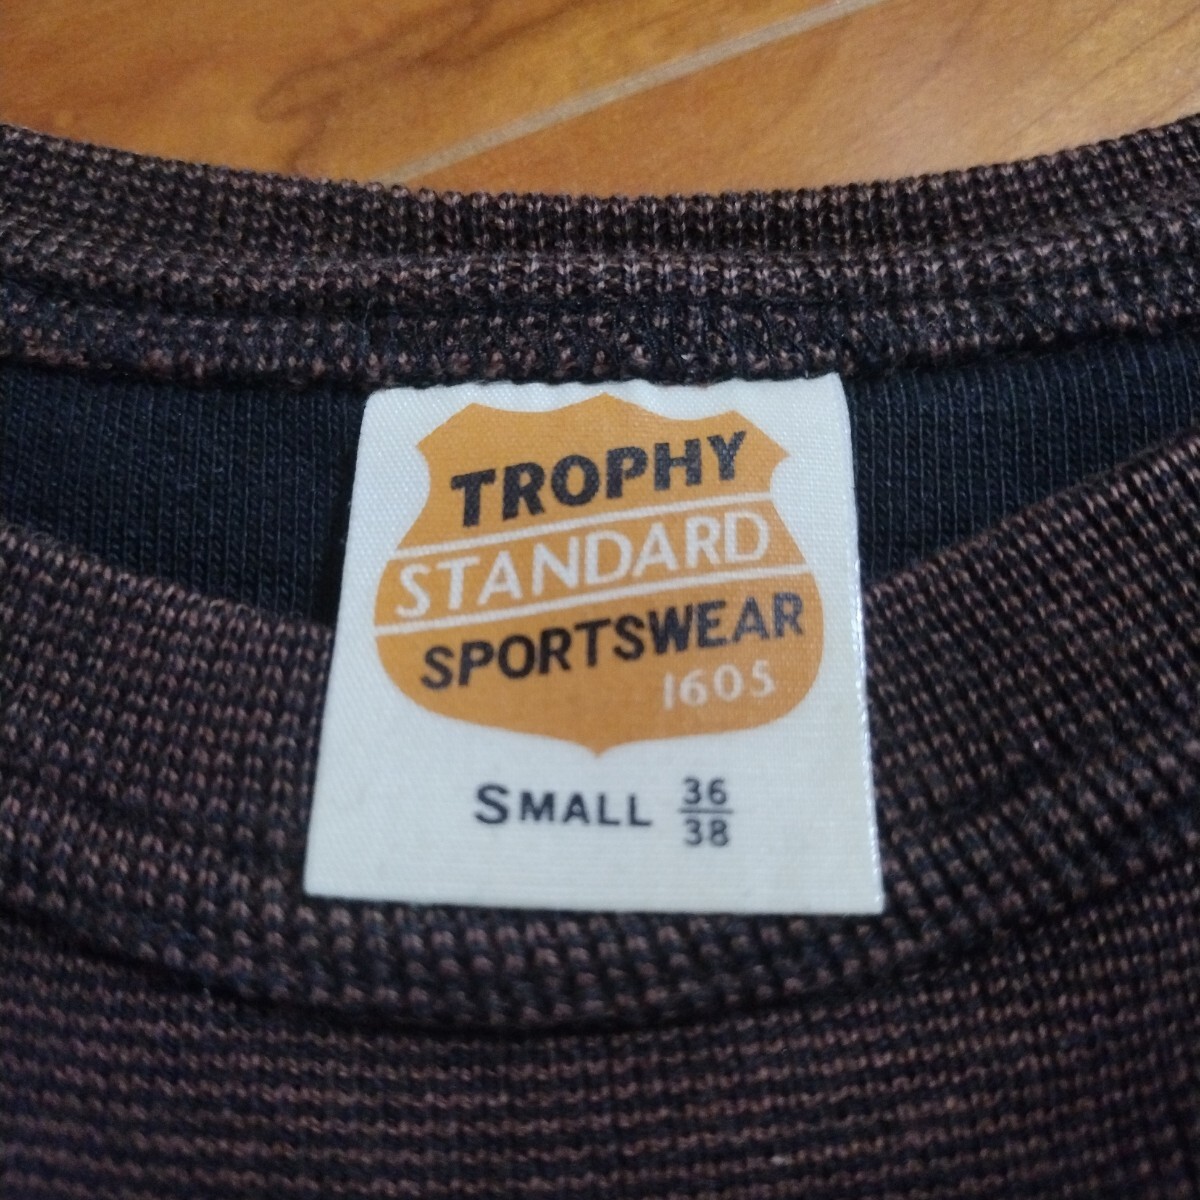 TROPHY
STANDARD
SPORTSWEAR
1605
SMALL 36/38